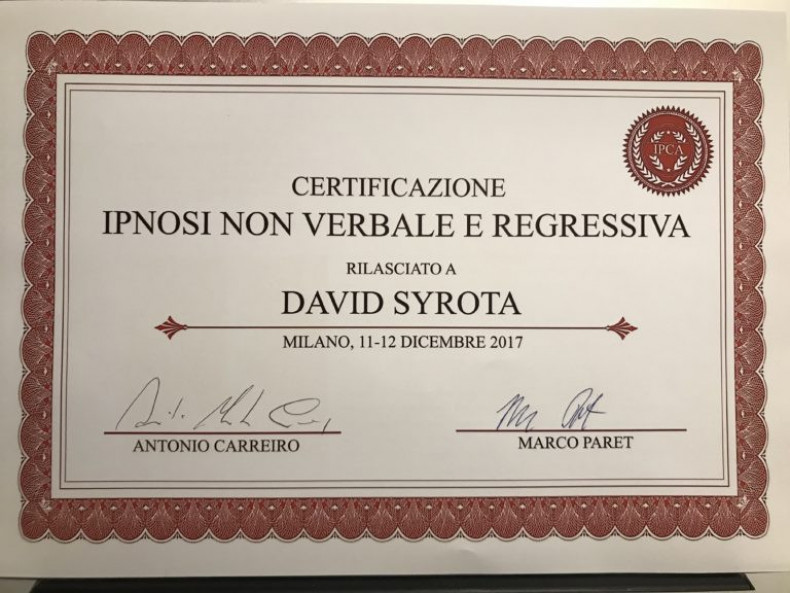 IPCA
CERTIFICAZIONE
IPNOSI NON VERBALE E REGRESSIVA
RILASCIATO A
DAVID SYROTA
MILANO, 11-12 DICEMBRE 2017
ANTONIO CARREIRO
MARCO PARET